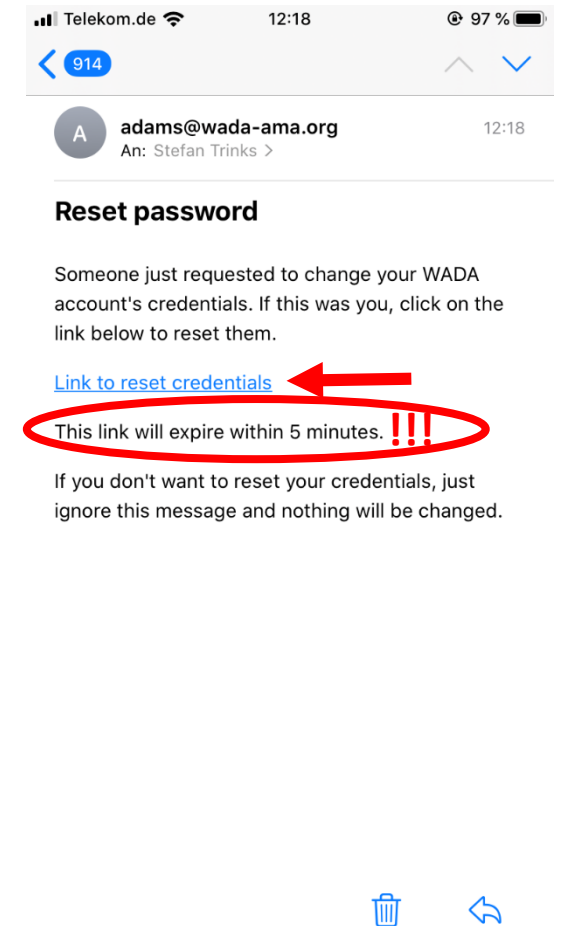 Telekom.de 12:18 97 %
914
A
adams@wada-ama.org 12:18
An: Stefan Trinks >
Reset password
Someone just requested to change your WADA
account's credentials. If this was you, click on the
link below to reset them.
Link to reset credentials
This link will expire within 5 minutes. !!!
If you don't want to reset your credentials, just
ignore this message and nothing will be changed.